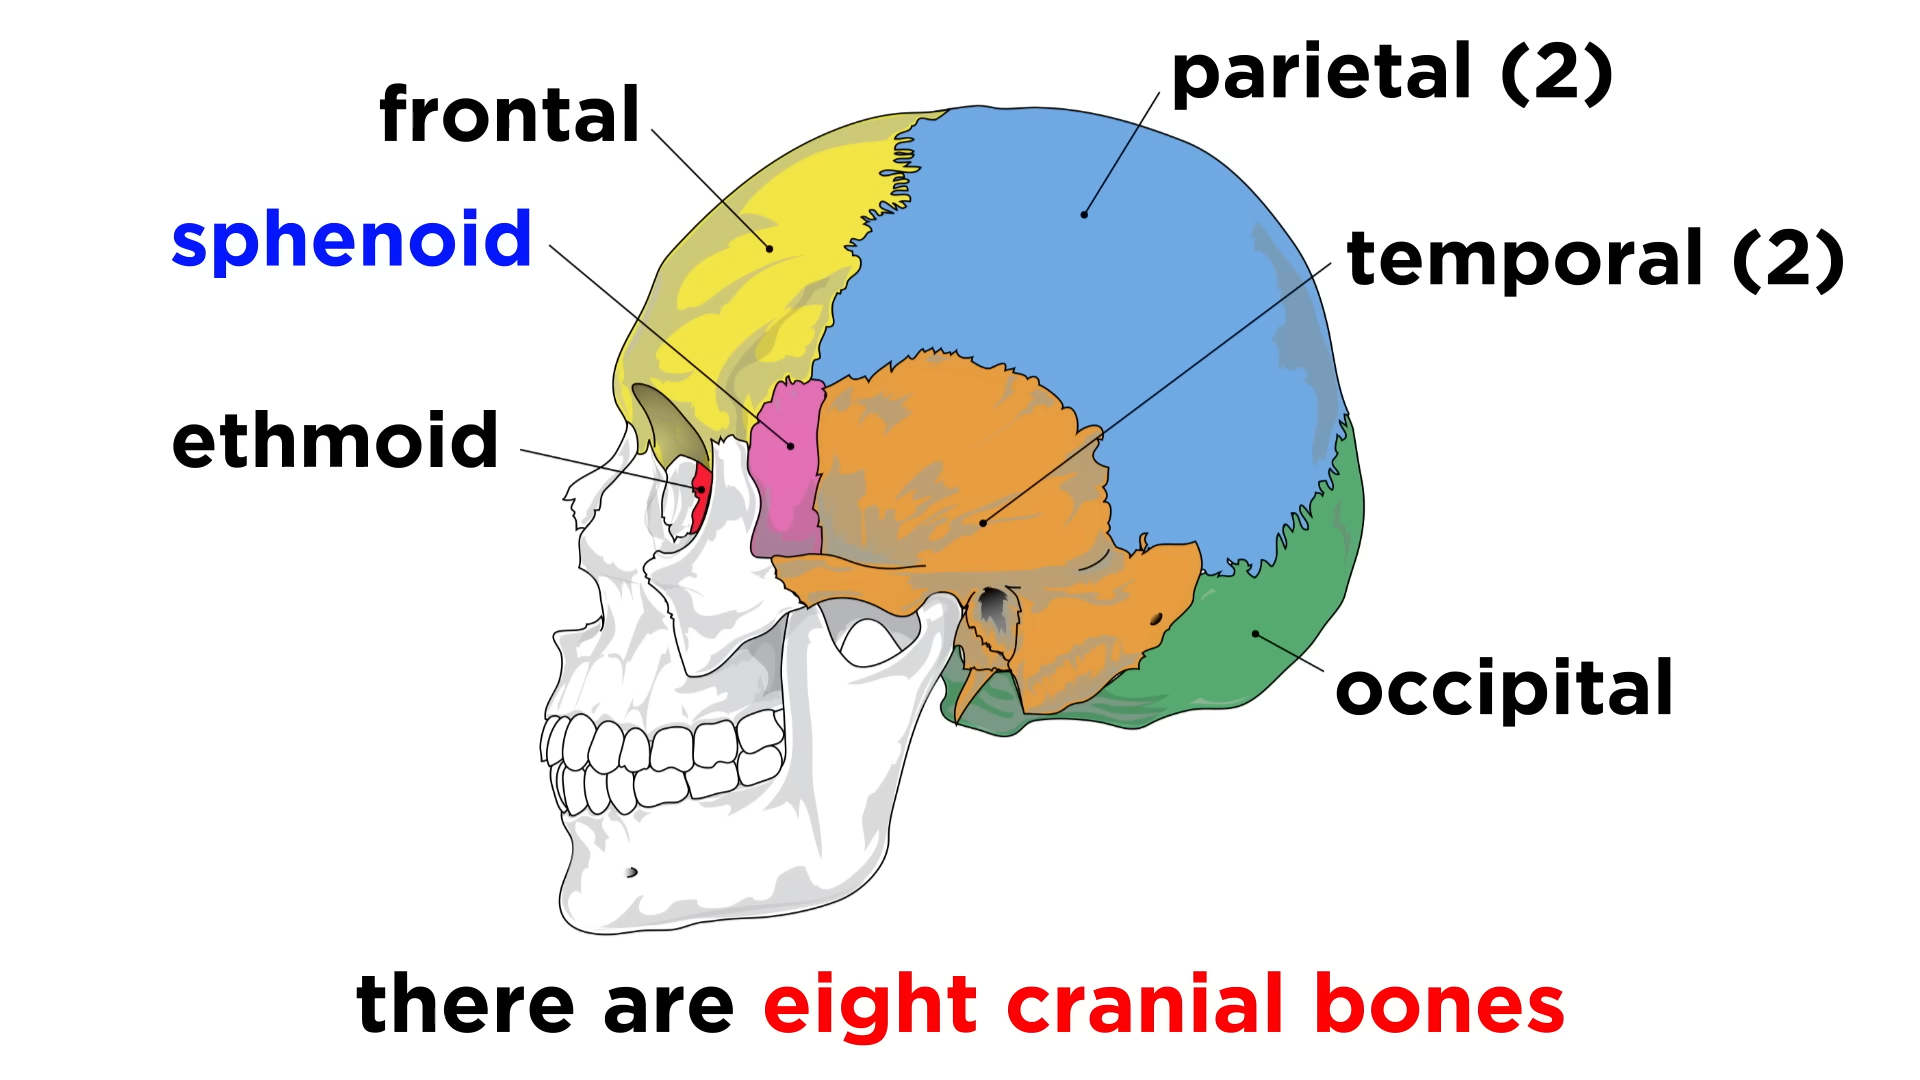 frontal
parietal (2)
sphenoid
temporal (2)
ethmoid
occipital
there are eight cranial bones